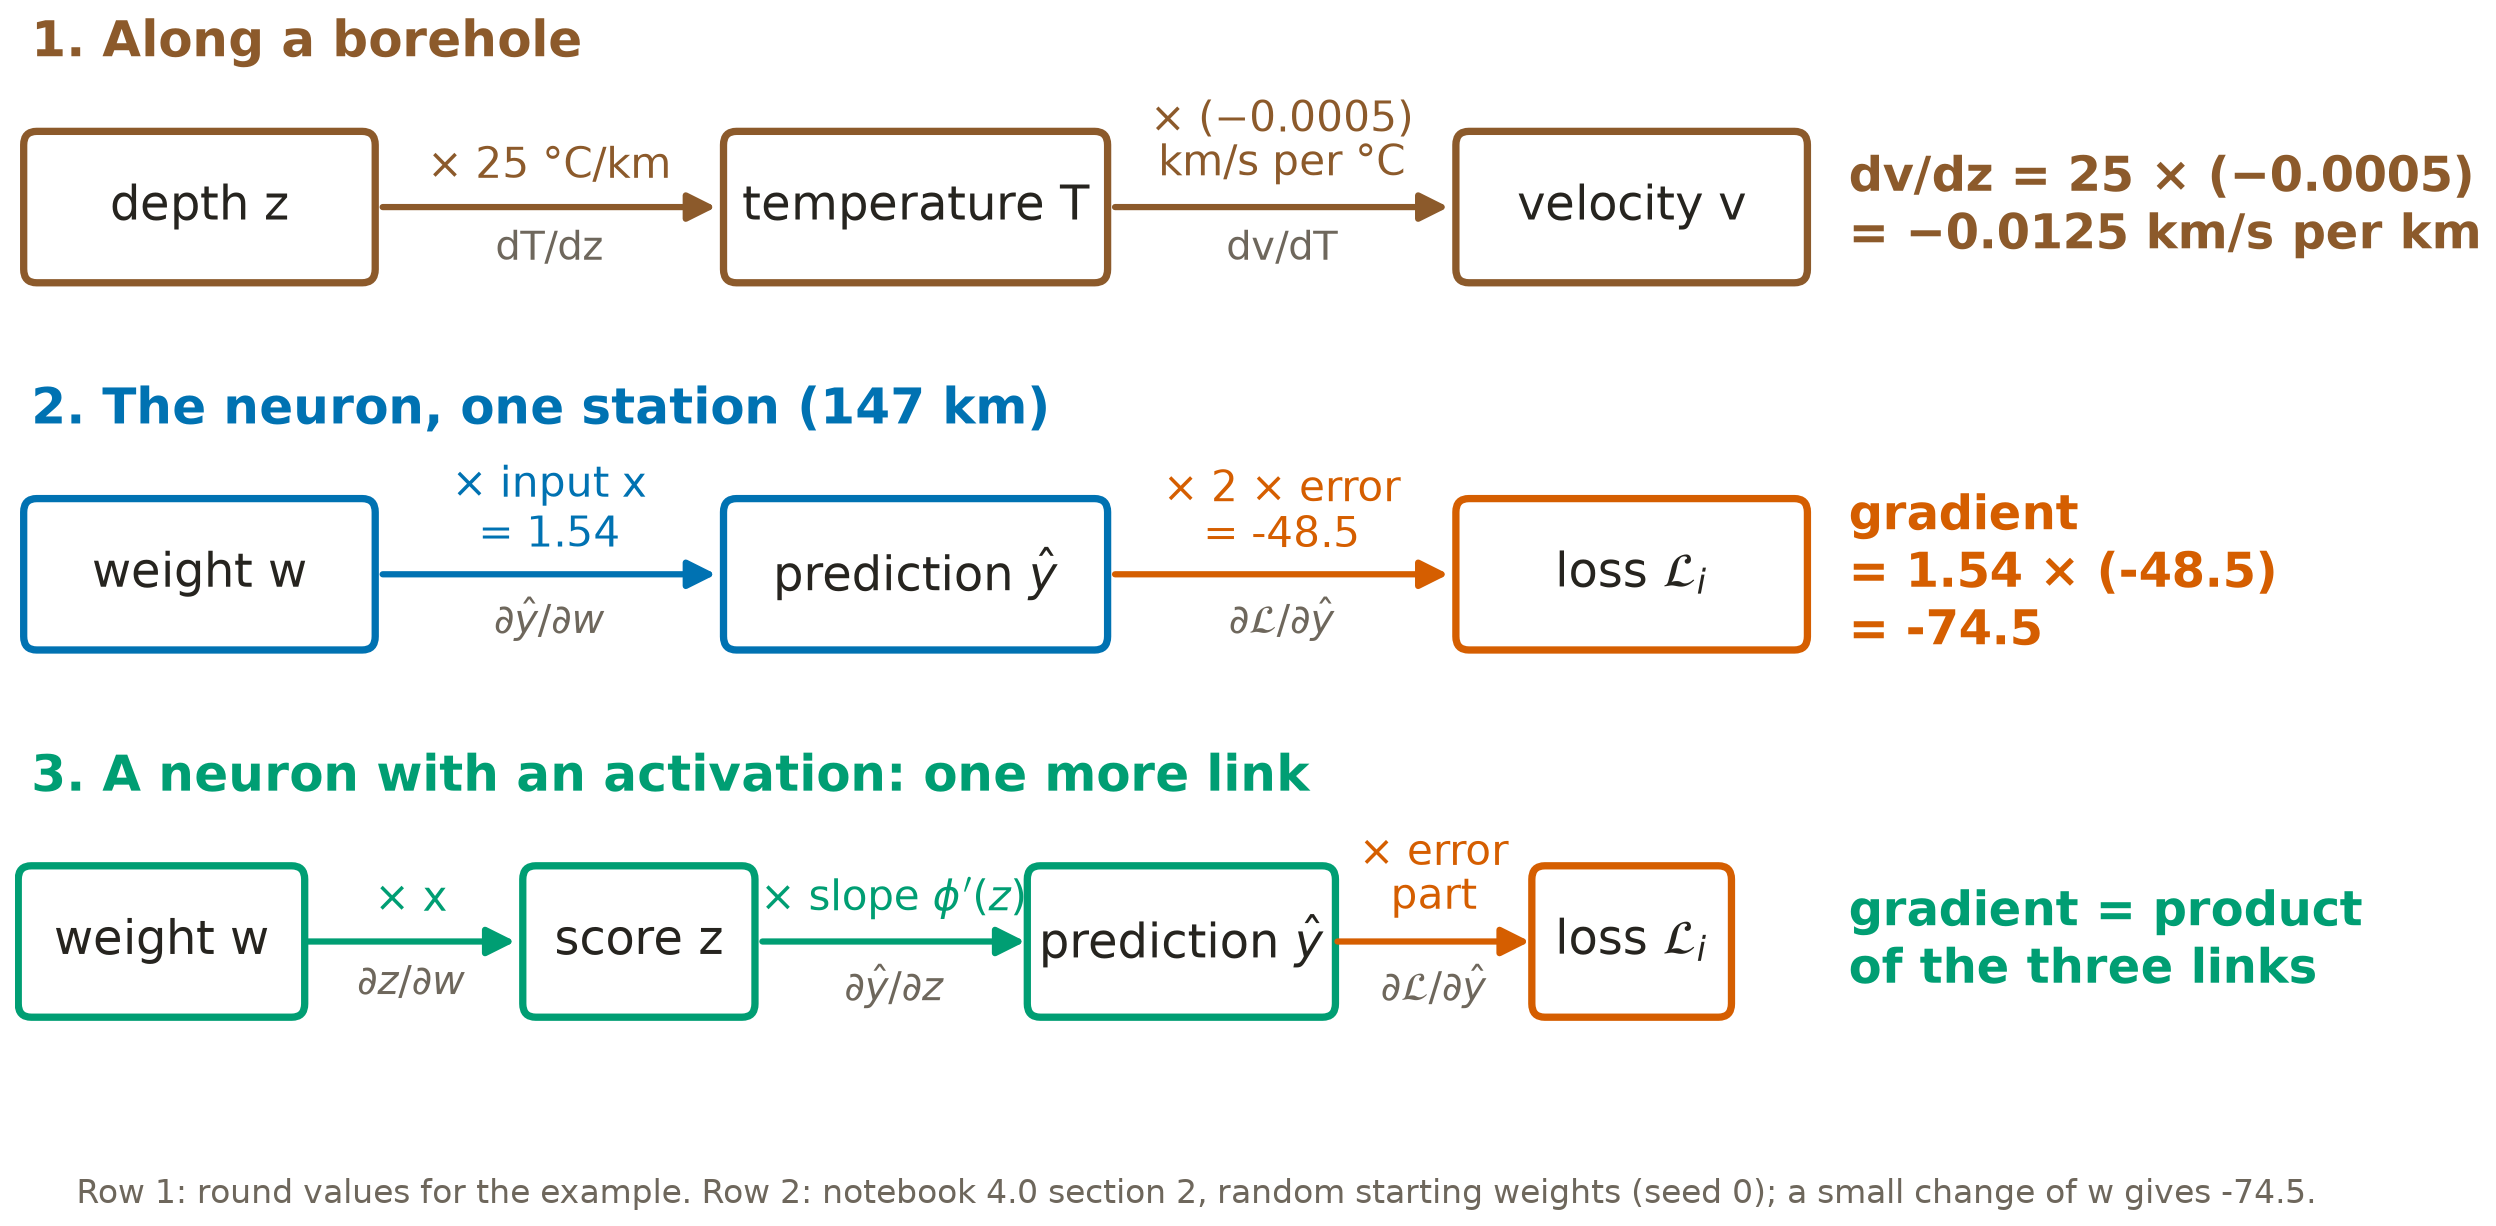 1. Along a borehole
× 25 °C/km
× (−0.0005)
km/s per °C
depth z
temperature T
velocity v
dT/dz
dv/dT
dv/dz = 25 × (−0.0005)
= −0.0125 km/s per km
2. The neuron, one station (147 km)
× input x
= 1.54
× 2 × error
= -48.5
weight w
prediction ŷ
loss ℒᵢ
∂ŷ/∂w
∂ℒ/∂ŷ
gradient
= 1.54 × (-48.5)
= -74.5
3. A neuron with an activation: one more link
× x
× slope ϕ′(z)
× error
part
weight w
score z
prediction ŷ
loss ℒᵢ
∂z/∂w
∂ŷ/∂z
∂ℒ/∂ŷ
gradient = product
of the three links
Row 1: round values for the example. Row 2: notebook 4.0 section 2, random starting weights (seed 0); a small change of w gives -74.5.